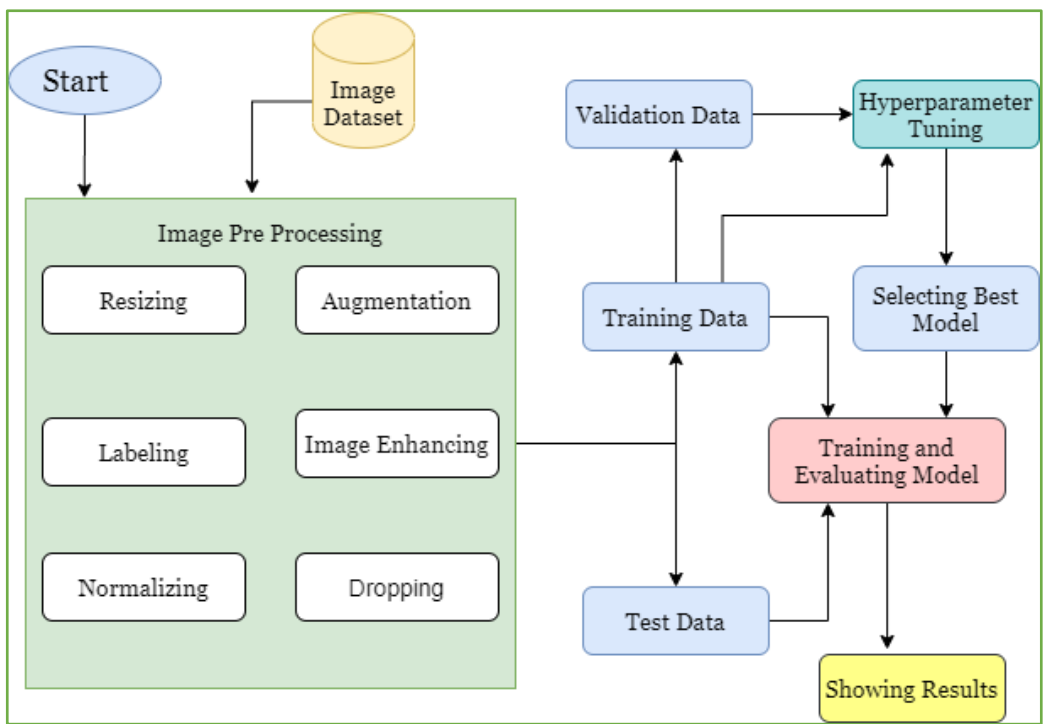 Start
Image
Dataset
Image Pre Processing
Resizing
Augmentation
Labeling
Image Enhancing
Normalizing
Dropping
Validation Data
Hyperparameter
Tuning
Training Data
Selecting Best
Model
Training and
Evaluating Model
Test Data
Showing Results